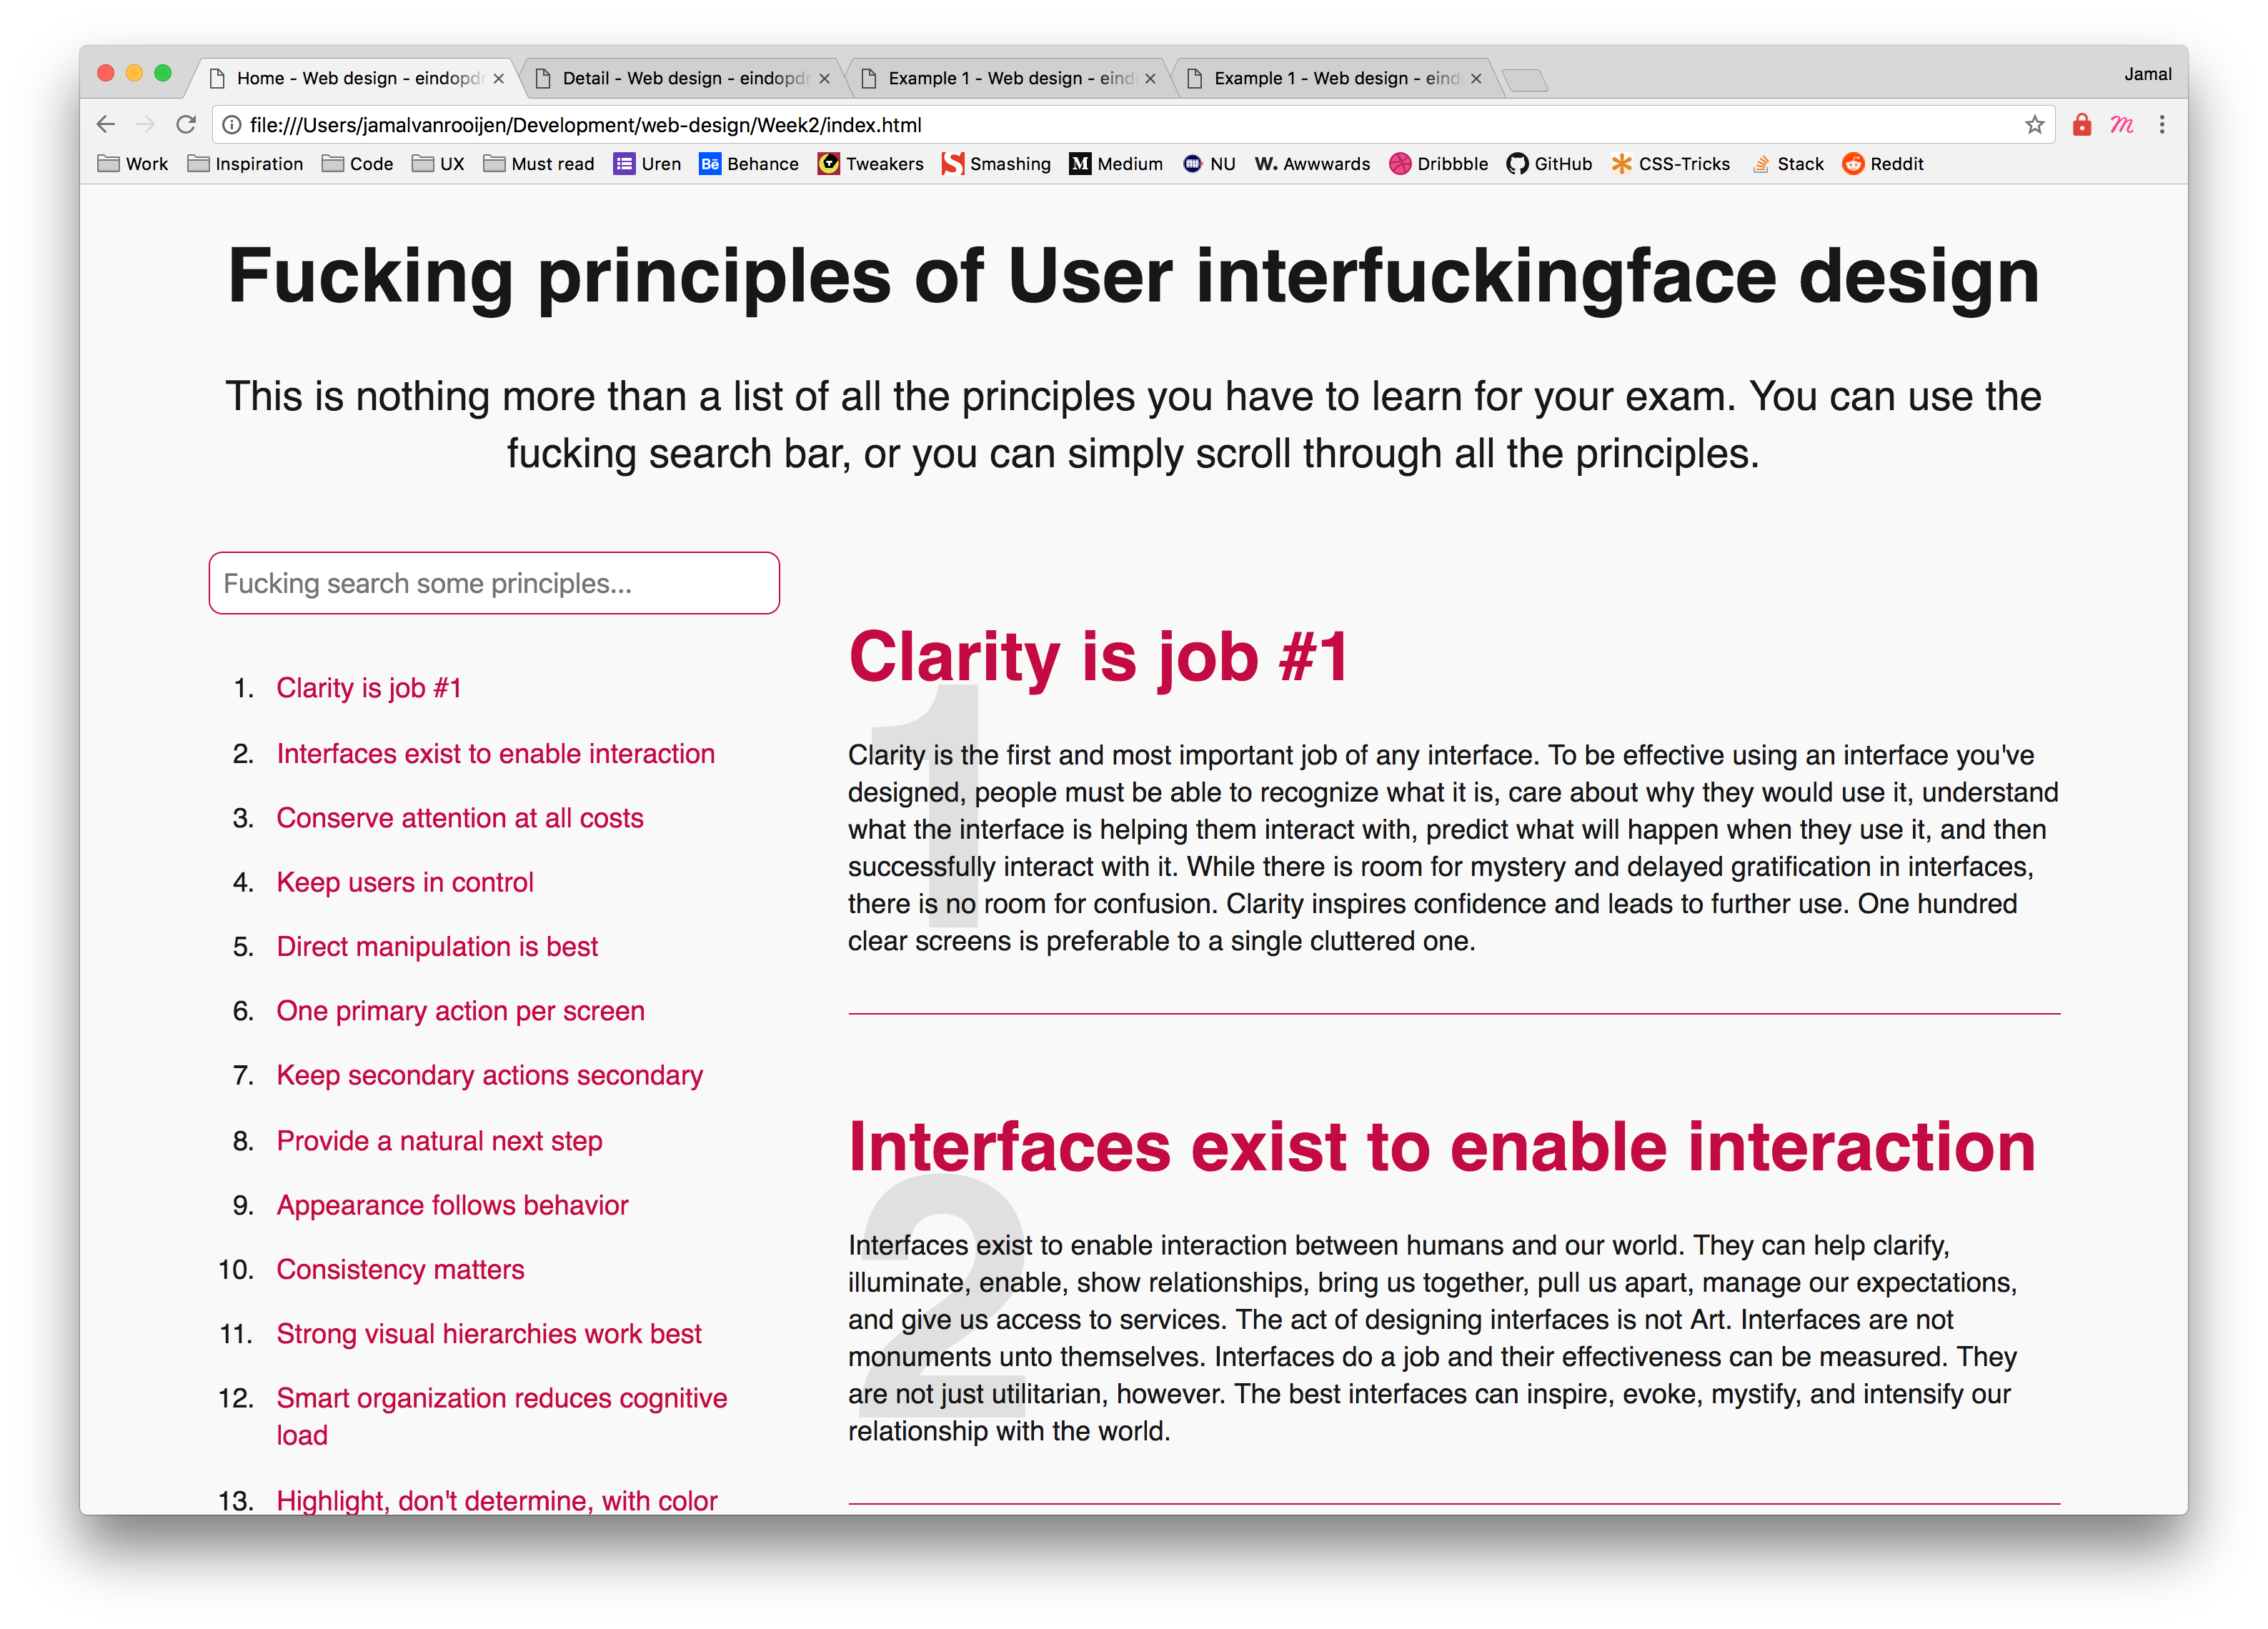 Home - Web design - eindopdr
Detail - Web design - eindopdr
Example 1 - Web design - eind
Example 1 - Web design - eind
Jamal
file:///Users/jamalvanrooijen/Development/web-design/Week2/index.html
Work Inspiration Code UX Must read Uren Bē Behance Tweakers Smashing M Medium nu NU W. Awwwards Dribbble GitHub CSS-Tricks Stack Reddit
Fucking principles of User interfuckingface design
This is nothing more than a list of all the principles you have to learn for your exam. You can use the
fucking search bar, or you can simply scroll through all the principles.
Fucking search some principles...
1. Clarity is job #1
2. Interfaces exist to enable interaction
3. Conserve attention at all costs
4. Keep users in control
5. Direct manipulation is best
6. One primary action per screen
7. Keep secondary actions secondary
8. Provide a natural next step
9. Appearance follows behavior
10. Consistency matters
11. Strong visual hierarchies work best
12. Smart organization reduces cognitive
load
13. Highlight, don't determine, with color
Clarity is job #1
1
Clarity is the first and most important job of any interface. To be effective using an interface you've
designed, people must be able to recognize what it is, care about why they would use it, understand
what the interface is helping them interact with, predict what will happen when they use it, and then
successfully interact with it. While there is room for mystery and delayed gratification in interfaces,
there is no room for confusion. Clarity inspires confidence and leads to further use. One hundred
clear screens is preferable to a single cluttered one.
Interfaces exist to enable interaction
2
Interfaces exist to enable interaction between humans and our world. They can help clarify,
illuminate, enable, show relationships, bring us together, pull us apart, manage our expectations,
and give us access to services. The act of designing interfaces is not Art. Interfaces are not
monuments unto themselves. Interfaces do a job and their effectiveness can be measured. They
are not just utilitarian, however. The best interfaces can inspire, evoke, mystify, and intensify our
relationship with the world.